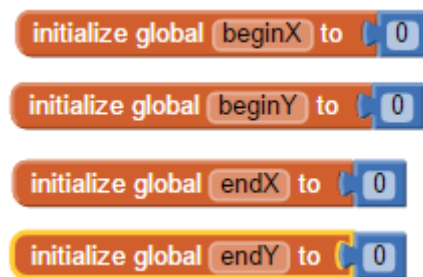 initialize global beginX to 0
initialize global beginY to 0
initialize global endX to 0
initialize global endY to 0